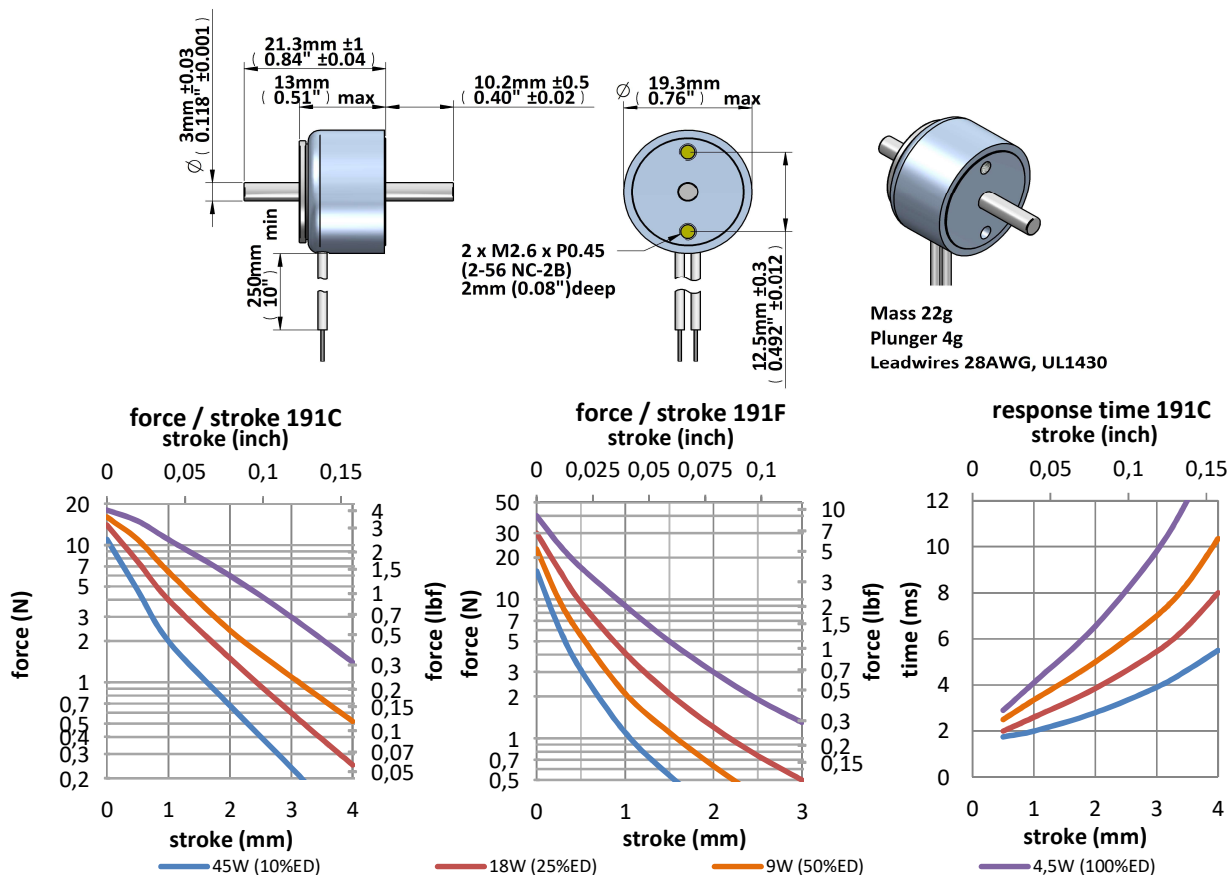 21.3mm ±1
( 0.84" ±0.04 )
13mm
( 0.51" ) max
10.2mm ±0.5
( 0.40" ±0.02 )
∅ 3mm ±0.03
( 0.118" ±0.001 )
250mm min
( 10" )
∅ 19.3mm
( 0.76" ) max
2 x M2.6 x P0.45
(2-56 NC-2B)
2mm (0.08")deep
12.5mm ±0.3
( 0.492" ±0.012 )
Mass 22g
Plunger 4g
Leadwires 28AWG, UL1430
force / stroke 191C
stroke (inch)
0 0,05 0,1 0,15
20
10
7
5
3
2
1
0,7
0,5
0,4
0,3
0,2
force (N)
4
3
2
1,5
1
0,7
0,5
0,3
0,2
0,15
0,1
0,07
0,05
force (lbf)
0 1 2 3 4
stroke (mm)
force / stroke 191F
stroke (inch)
0 0,025 0,05 0,075 0,1
50
30
20
10
7
5
3
2
1
0,7
0,5
force (N)
10
7
5
3
2
1,5
1
0,7
0,5
0,3
0,2
0,15
force (lbf)
0 1 2 3
stroke (mm)
response time 191C
stroke (inch)
0 0,05 0,1 0,15
12
10
8
6
4
2
0
time (ms)
0 1 2 3 4
stroke (mm)
45W (10%ED)
18W (25%ED)
9W (50%ED)
4,5W (100%ED)